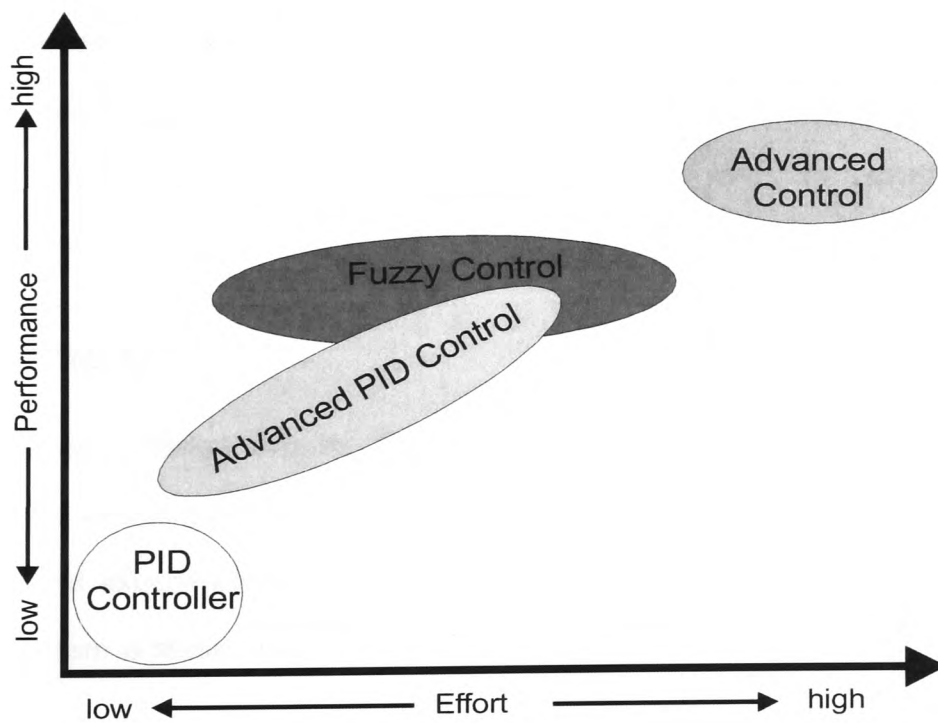 high
Performance
low
Advanced
Control
Fuzzy Control
Advanced PID Control
PID
Controller
low
Effort
high